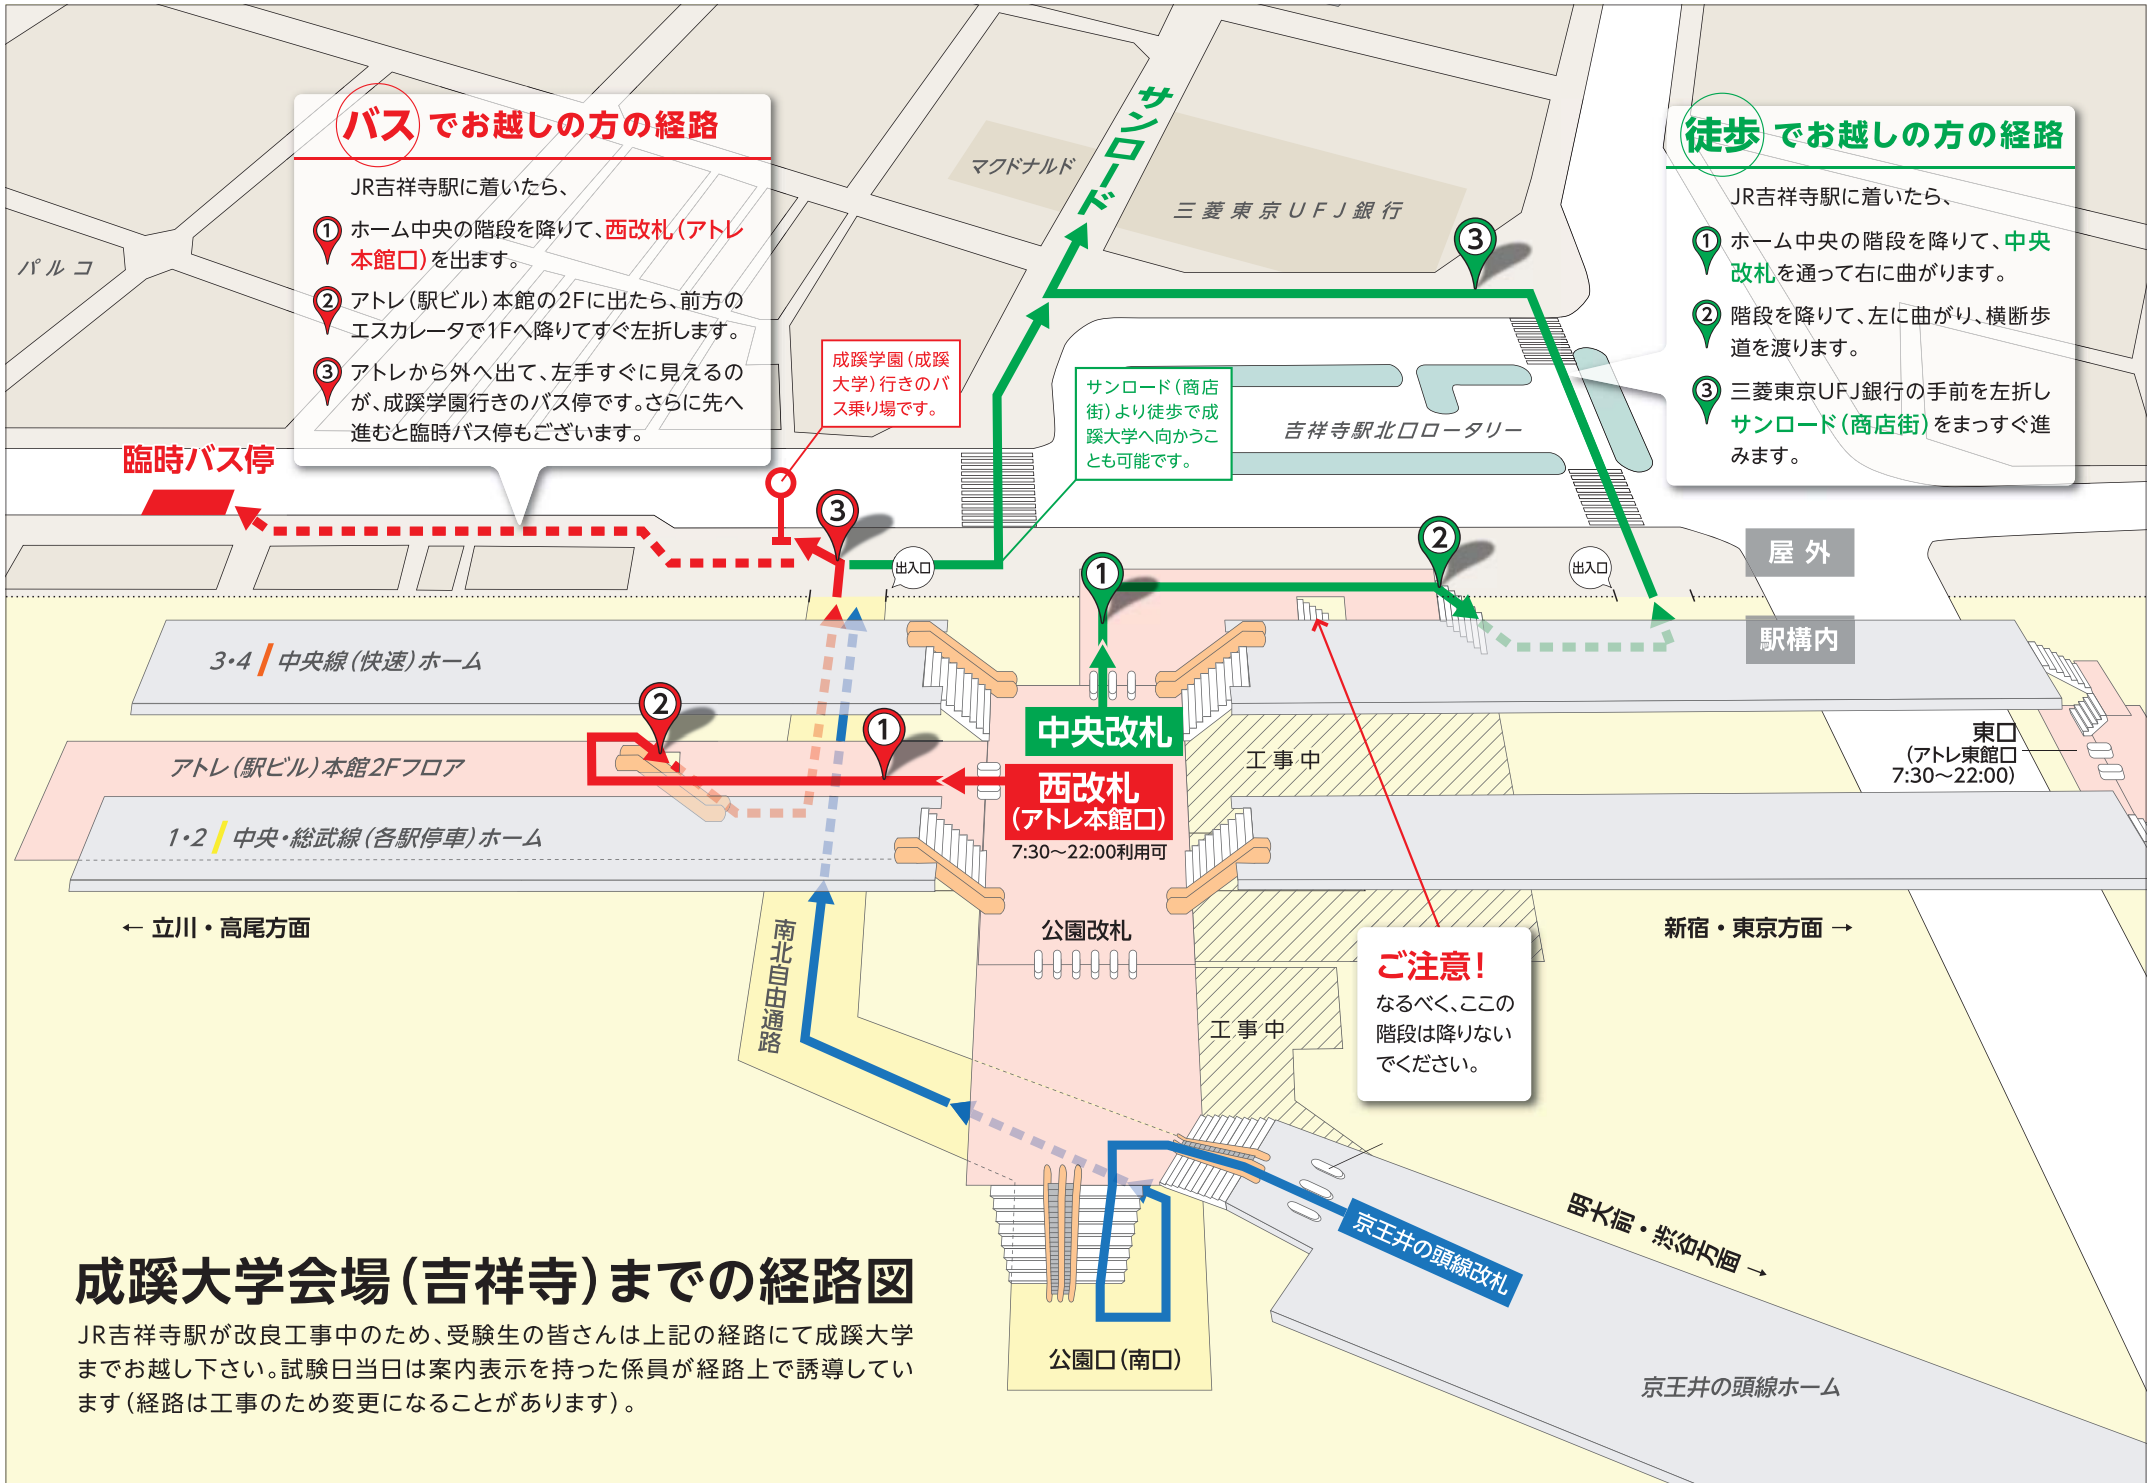 バスでお越しの方の経路
JR吉祥寺駅に着いたら、
1 ホーム中央の階段を降りて、西改札（アトレ
本館口）を出ます。
2 アトレ（駅ビル）本館の2Fに出たら、前方の
エスカレータで1Fへ降りてすぐ左折します。
3 アトレから外へ出て、左手すぐに見えるの
が、成蹊学園行きのバス停です。さらに先へ
進むと臨時バス停もございます。
徒歩でお越しの方の経路
JR吉祥寺駅に着いたら、
1 ホーム中央の階段を降りて、中央
改札を通って右に曲がります。
2 階段を降りて、左に曲がり、横断歩
道を渡ります。
3 三菱東京UFJ銀行の手前を左折し
サンロード（商店街）をまっすぐ進
みます。
サンロード
マクドナルド
三菱東京UFJ銀行
パルコ
3
成蹊学園（成蹊
大学）行きのバ
ス乗り場です。
サンロード（商店
街）より徒歩で成
蹊大学へ向かうこ
とも可能です。
吉祥寺駅北口ロータリー
臨時バス停
3
出入口
1
2
出入口
屋外
駅構内
3・4 / 中央線（快速）ホーム
2
1
中央改札
工事中
東口
（アトレ東館口
7:30〜22:00）
アトレ（駅ビル）本館2Fフロア
西改札
（アトレ本館口）
7:30〜22:00利用可
1・2 / 中央・総武線（各駅停車）ホーム
← 立川・高尾方面
南北自由通路
公園改札
新宿・東京方面 →
ご注意！
なるべく、ここの
階段は降りない
でください。
工事中
明大前・渋谷方面 →
京王井の頭線改札
公園口（南口）
京王井の頭線ホーム
成蹊大学会場（吉祥寺）までの経路図
JR吉祥寺駅が改良工事中のため、受験生の皆さんは上記の経路にて成蹊大学
までお越し下さい。試験日当日は案内表示を持った係員が経路上で誘導してい
ます（経路は工事のため変更になることがあります）。